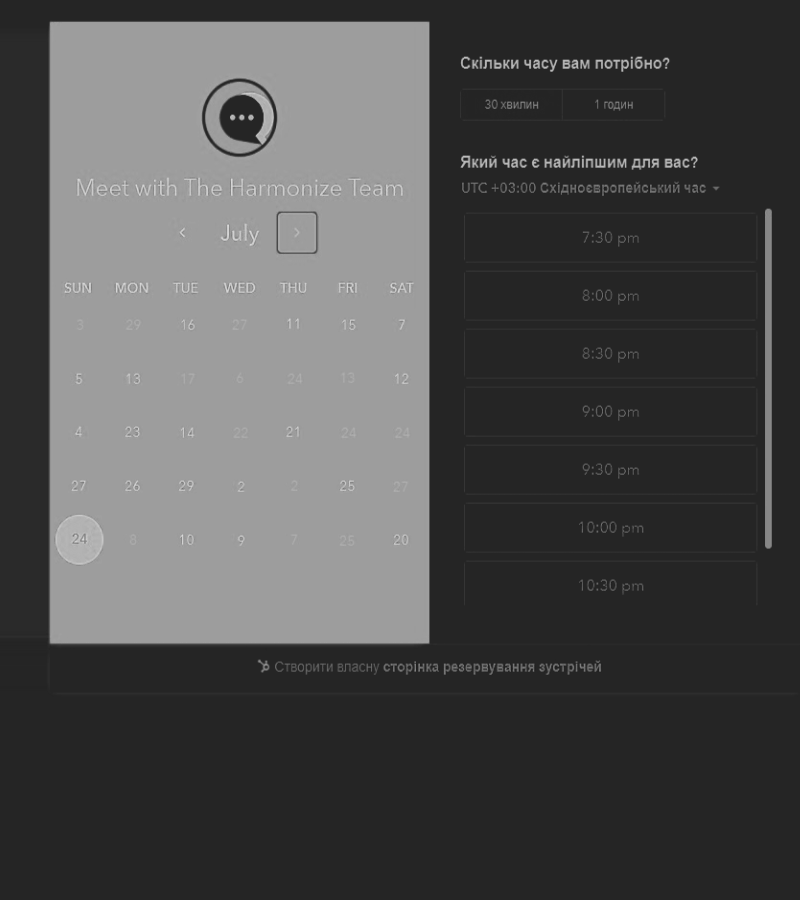 Meet with The Harmonize Team
July
SUN MON TUE WED THU FRI SAT
3 29 16 27 11 15 7
5 13 17 6 24 13 12
4 23 14 22 21 24 24
27 26 29 2 2 25 27
24 8 10 9 7 25 20
Скільки часу вам потрібно?
30 хвилин 1 годин
Який час є найліпшим для вас?
UTC +03:00 Східноєвропейський час
7:30 pm
8:00 pm
8:30 pm
9:00 pm
9:30 pm
10:00 pm
10:30 pm
Створити власну сторінка резервування зустрічей